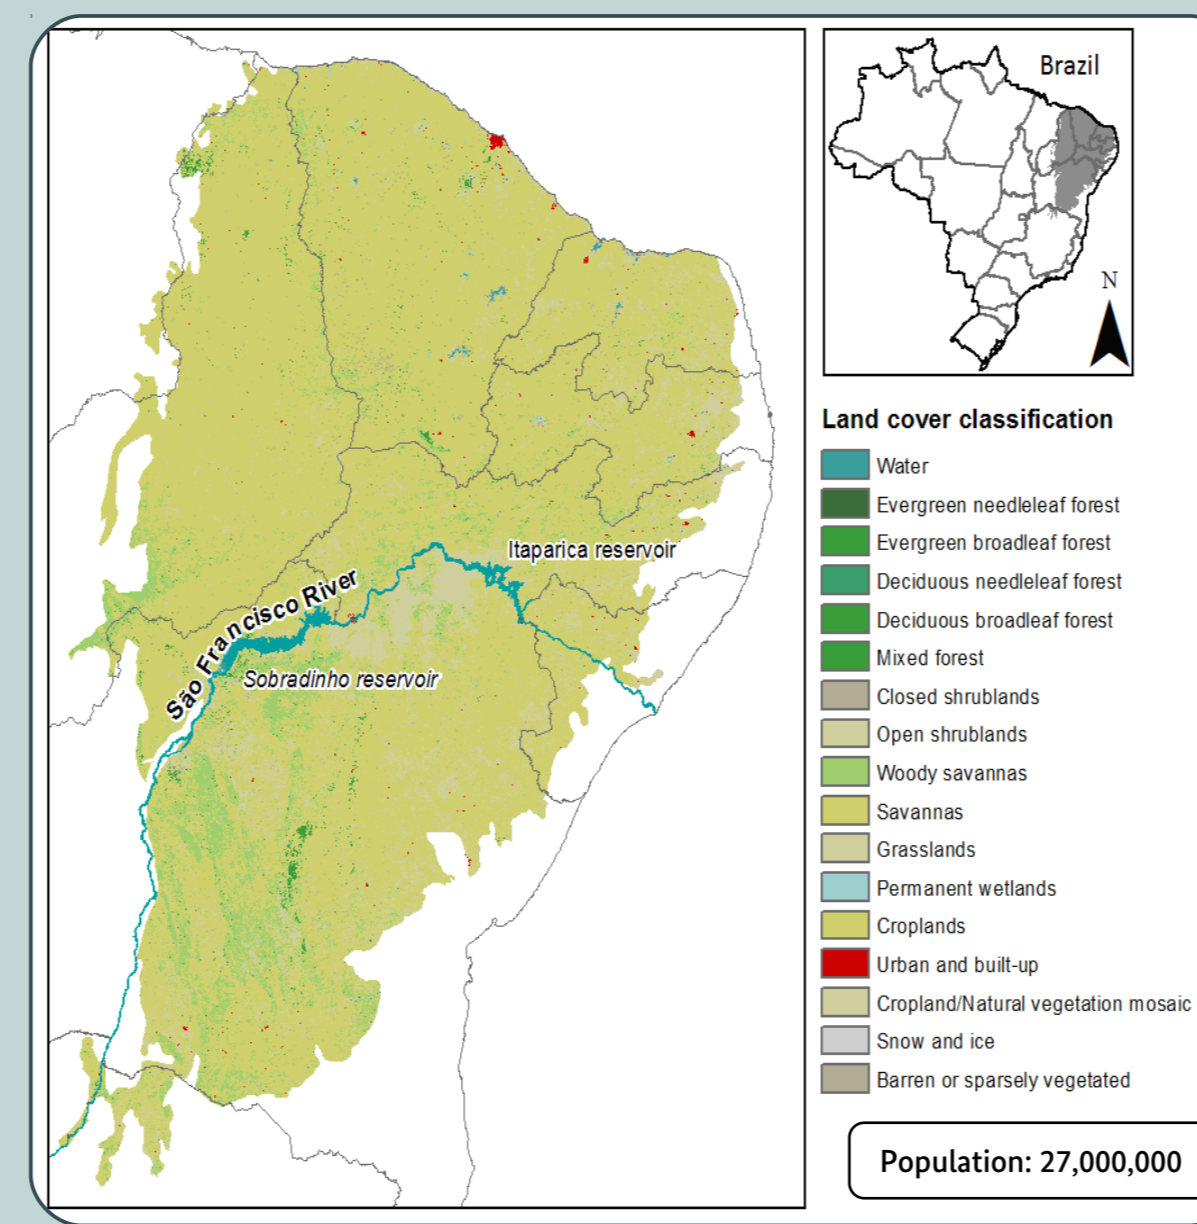 Brazil
N
São Francisco River
Itaparica reservoir
Sobradinho reservoir
Land cover classification
Water
Evergreen needleleaf forest
Evergreen broadleaf forest
Deciduous needleleaf forest
Deciduous broadleaf forest
Mixed forest
Closed shrublands
Open shrublands
Woody savannas
Savannas
Grasslands
Permanent wetlands
Croplands
Urban and built-up
Cropland/Natural vegetation mosaic
Snow and ice
Barren or sparsely vegetated
Population: 27,000,000